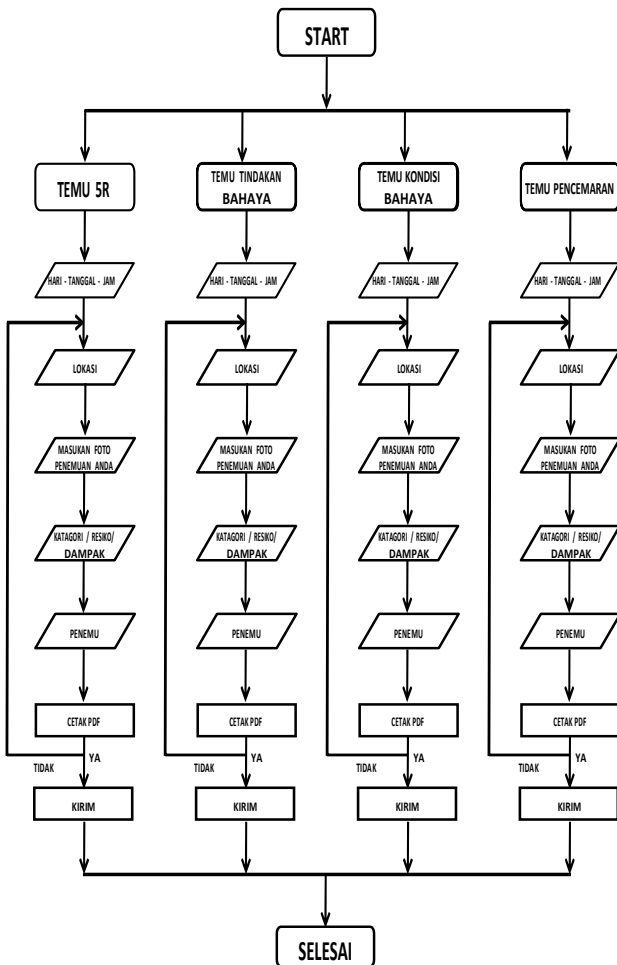 START
TEMU 5R
TEMU TINDAKAN
BAHAYA
TEMU KONDISI
BAHAYA
TEMU PENCEMARAN
HARI - TANGGAL - JAM
HARI - TANGGAL - JAM
HARI - TANGGAL - JAM
HARI - TANGGAL - JAM
LOKASI
LOKASI
LOKASI
LOKASI
MASUKAN FOTO
PENEMUAN ANDA
MASUKAN FOTO
PENEMUAN ANDA
MASUKAN FOTO
PENEMUAN ANDA
MASUKAN FOTO
PENEMUAN ANDA
KATAGORI / RESIKO/
DAMPAK
KATAGORI / RESIKO/
DAMPAK
KATAGORI / RESIKO/
DAMPAK
KATAGORI / RESIKO/
DAMPAK
PENEMU
PENEMU
PENEMU
PENEMU
CETAK PDF
CETAK PDF
CETAK PDF
CETAK PDF
TIDAK
YA
TIDAK
YA
TIDAK
YA
TIDAK
YA
KIRIM
KIRIM
KIRIM
KIRIM
SELESAI